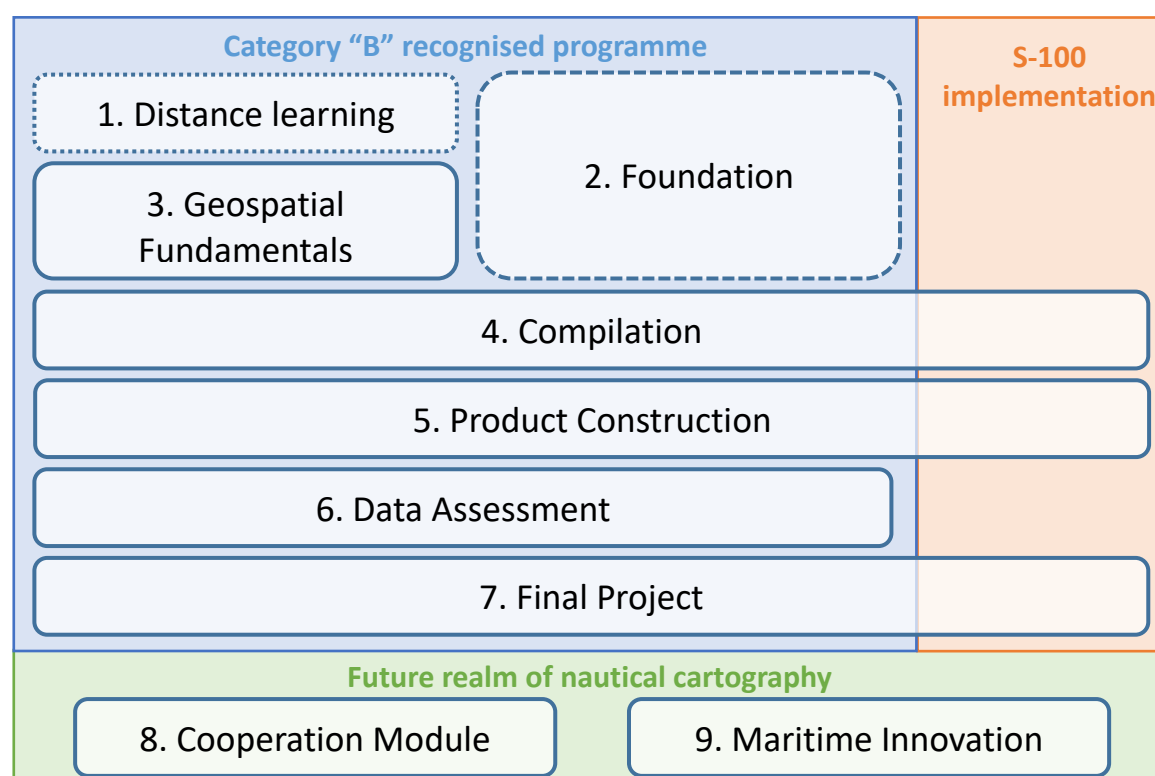 Category “B” recognised programme
S-100
implementation
1. Distance learning
2. Foundation
3. Geospatial
Fundamentals
4. Compilation
5. Product Construction
6. Data Assessment
7. Final Project
Future realm of nautical cartography
8. Cooperation Module
9. Maritime Innovation